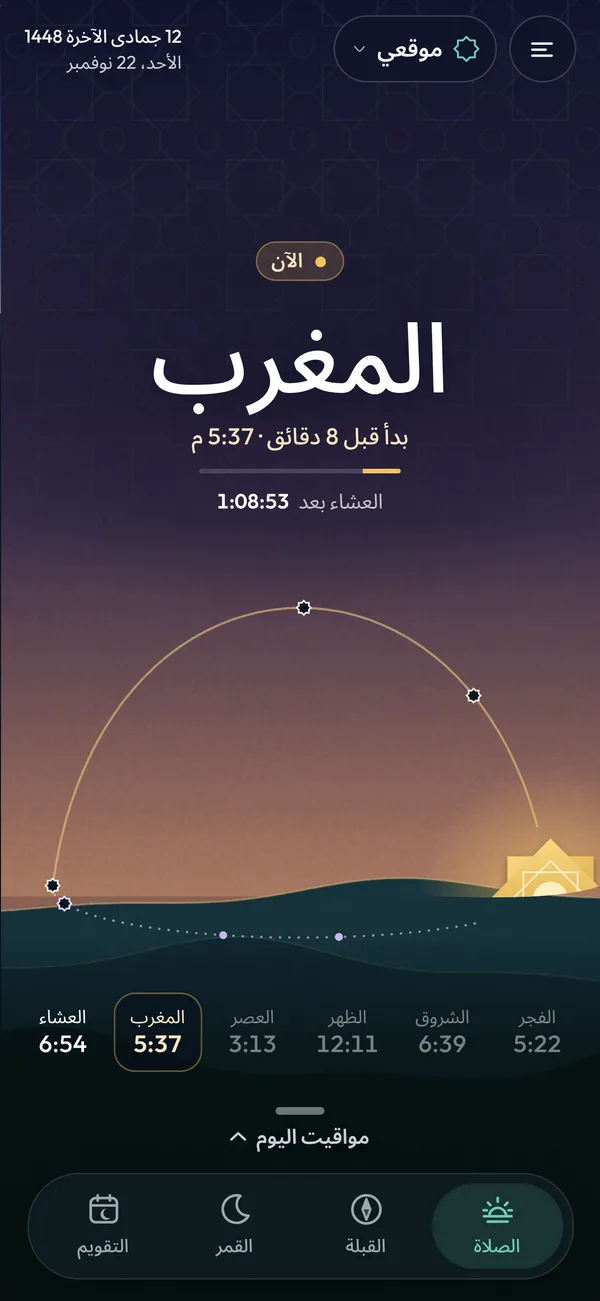 موقعي
12 جمادى الآخرة 1448
الأحد، 22 نوفمبر
الآن
المغرب
بدأ قبل 8 دقائق · 5:37 م
العشاء بعد 1:08:53
الفجر الشروق الظهر العصر المغرب العشاء
5:22 6:39 12:11 3:13 5:37 6:54
مواقيت اليوم
الصلاة القبلة القمر التقويم